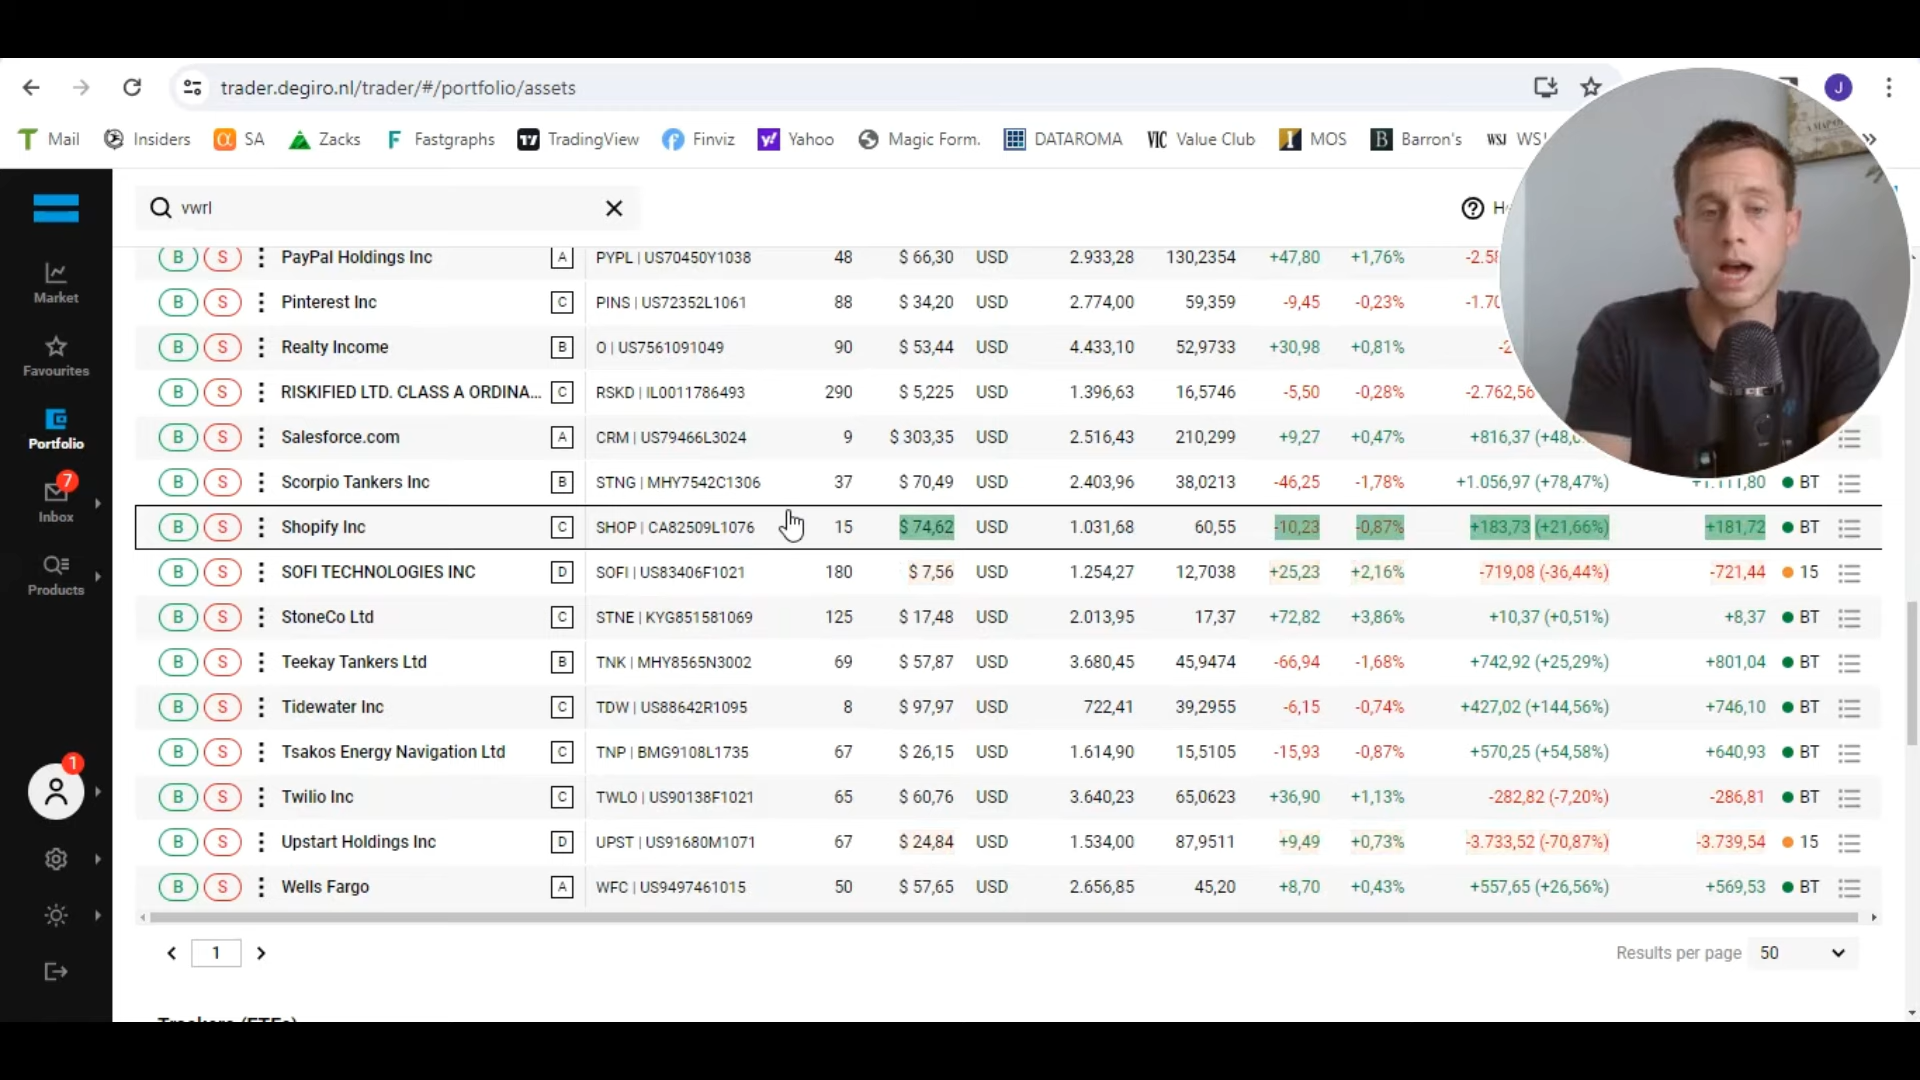 trader.degiro.nl/trader/#/portfolio/assets
J
Mail Insiders SA Zacks Fastgraphs TradingView Finviz Yahoo Magic Form. DATAROMA VIC Value Club MOS B Barron's WSJ WS »
vwrl
Market
Favourites
Portfolio
7
Inbox
Products
1
B S PayPal Holdings Inc A PYPL | US70450Y1038 48 $ 66,30 USD 2.933,28 130,2354 +47,80 +1,76%
B S Pinterest Inc C PINS | US72352L1061 88 $ 34,20 USD 2.774,00 59,359 -9,45 -0,23%
B S Realty Income B O | US7561091049 90 $ 53,44 USD 4.433,10 52,9733 +30,98 +0,81%
B S RISKIFIED LTD. CLASS A ORDINA... C RSKD | IL0011786493 290 $ 5,225 USD 1.396,63 16,5746 -5,50 -0,28% -2.762,56
B S Salesforce.com A CRM | US79466L3024 9 $ 303,35 USD 2.516,43 210,299 +9,27 +0,47% +816,37
B S Scorpio Tankers Inc B STNG | MHY7542C1306 37 $ 70,49 USD 2.403,96 38,0213 -46,25 -1,78% +1.056,97 (+78,47%) +1.111,80 BT
B S Shopify Inc C SHOP | CA82509L1076 15 $ 74,62 USD 1.031,68 60,55 -10,23 -0,87% +183,73 (+21,66%) +181,72 BT
B S SOFI TECHNOLOGIES INC D SOFI | US83406F1021 180 $ 7,56 USD 1.254,27 12,7038 +25,23 +2,16% -719,08 (-36,44%) -721,44 15
B S StoneCo Ltd C STNE | KYG851581069 125 $ 17,48 USD 2.013,95 17,37 +72,82 +3,86% +10,37 (+0,51%) +8,37 BT
B S Teekay Tankers Ltd B TNK | MHY8565N3002 69 $ 57,87 USD 3.680,45 45,9474 -66,94 -1,68% +742,92 (+25,29%) +801,04 BT
B S Tidewater Inc C TDW | US88642R1095 8 $ 97,97 USD 722,41 39,2955 -6,15 -0,74% +427,02 (+144,56%) +746,10 BT
B S Tsakos Energy Navigation Ltd C TNP | BMG9108L1735 67 $ 26,15 USD 1.614,90 15,5105 -15,93 -0,87% +570,25 (+54,58%) +640,93 BT
B S Twilio Inc C TWLO | US90138F1021 65 $ 60,76 USD 3.640,23 65,0623 +36,90 +1,13% -282,82 (-7,20%) -286,81 BT
B S Upstart Holdings Inc D UPST | US91680M1071 67 $ 24,84 USD 1.534,00 87,9511 +9,49 +0,73% -3.733,52 (-70,87%) -3.739,54 15
B S Wells Fargo A WFC | US9497461015 50 $ 57,65 USD 2.656,85 45,20 +8,70 +0,43% +557,65 (+26,56%) +569,53 BT
1
Results per page 50
Trackers (ETFs)